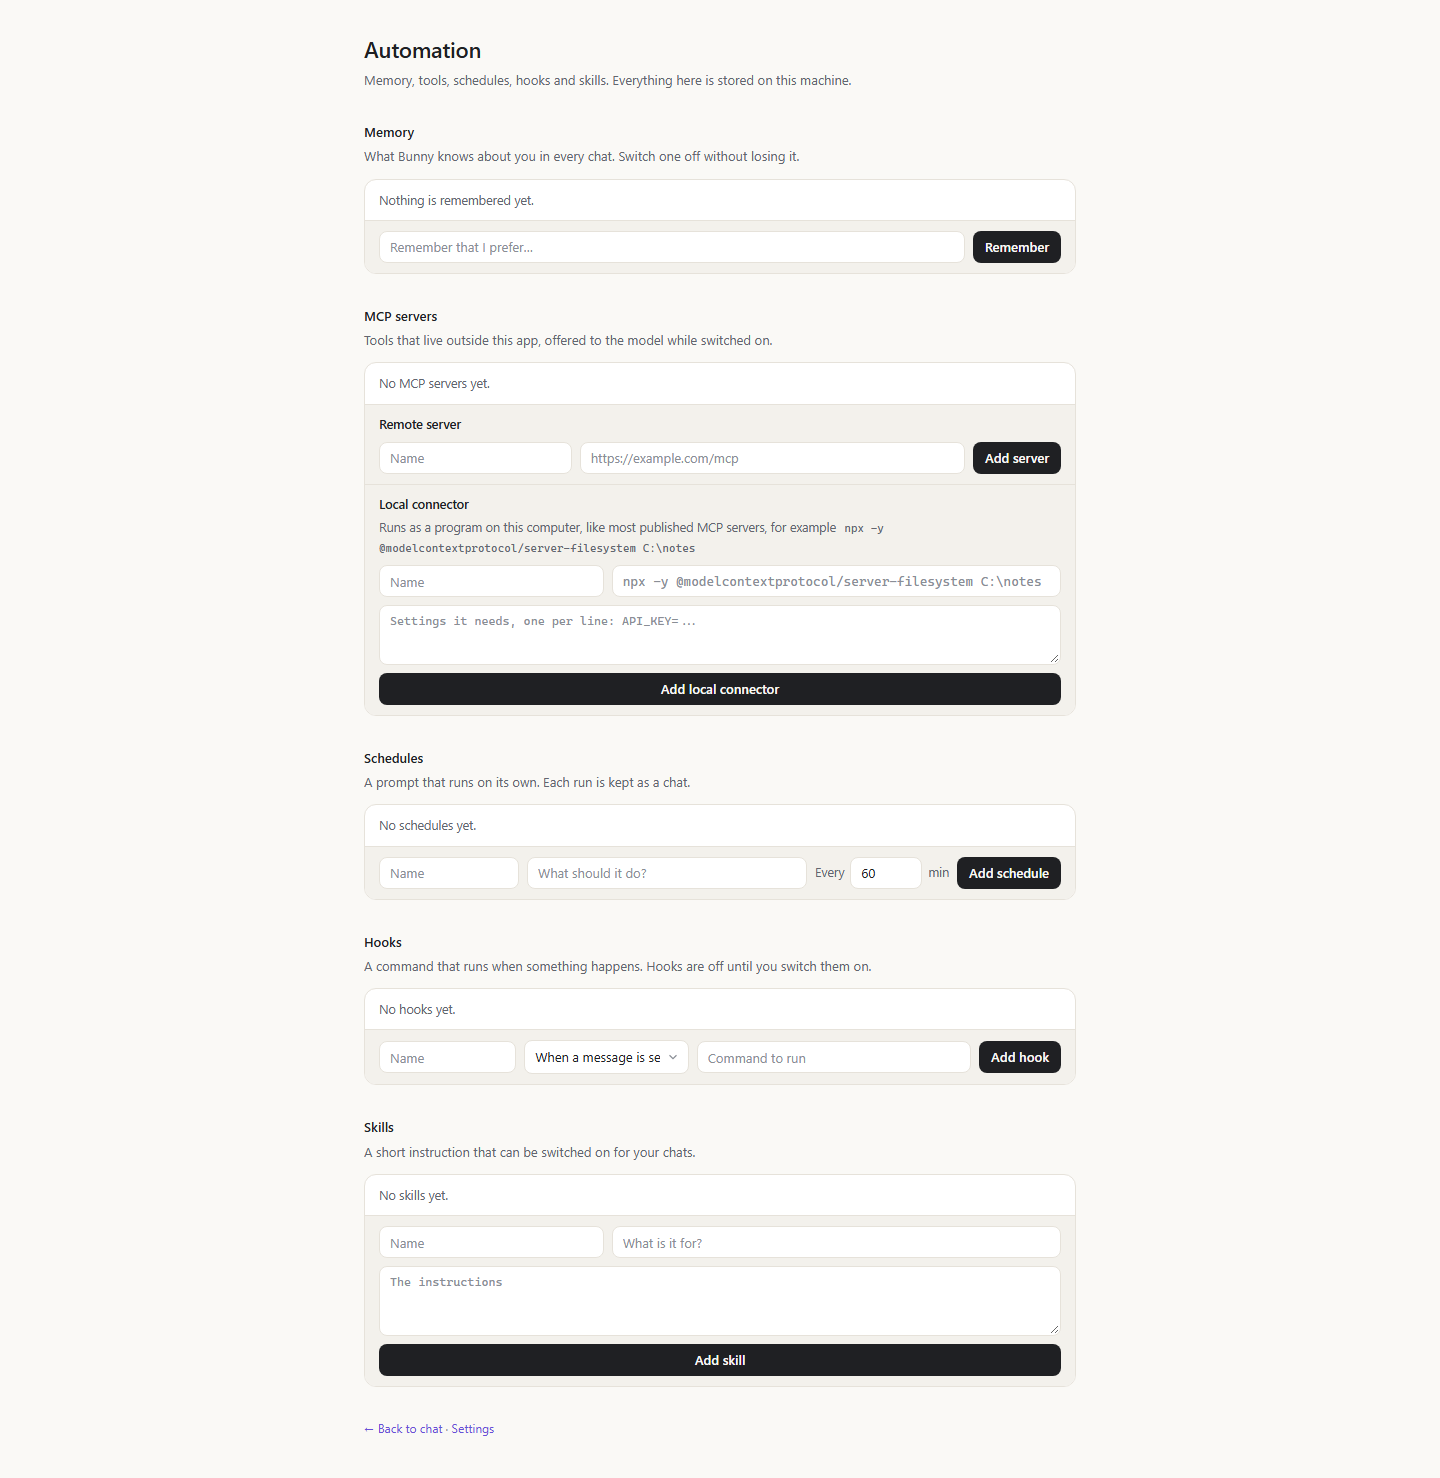 Automation
Memory, tools, schedules, hooks and skills. Everything here is stored on this machine.
Memory
What Bunny knows about you in every chat. Switch one off without losing it.
Nothing is remembered yet.
Remember that I prefer...
Remember
MCP servers
Tools that live outside this app, offered to the model while switched on.
No MCP servers yet.
Remote server
Name
https://example.com/mcp
Add server
Local connector
Runs as a program on this computer, like most published MCP servers, for example npx -y
@modelcontextprotocol/server-filesystem C:\notes
Name
npx -y @modelcontextprotocol/server-filesystem C:\notes
Settings it needs, one per line: API_KEY=...
Add local connector
Schedules
A prompt that runs on its own. Each run is kept as a chat.
No schedules yet.
Name
What should it do?
Every
60
min
Add schedule
Hooks
A command that runs when something happens. Hooks are off until you switch them on.
No hooks yet.
Name
When a message is se
Command to run
Add hook
Skills
A short instruction that can be switched on for your chats.
No skills yet.
Name
What is it for?
The instructions
Add skill
← Back to chat · Settings